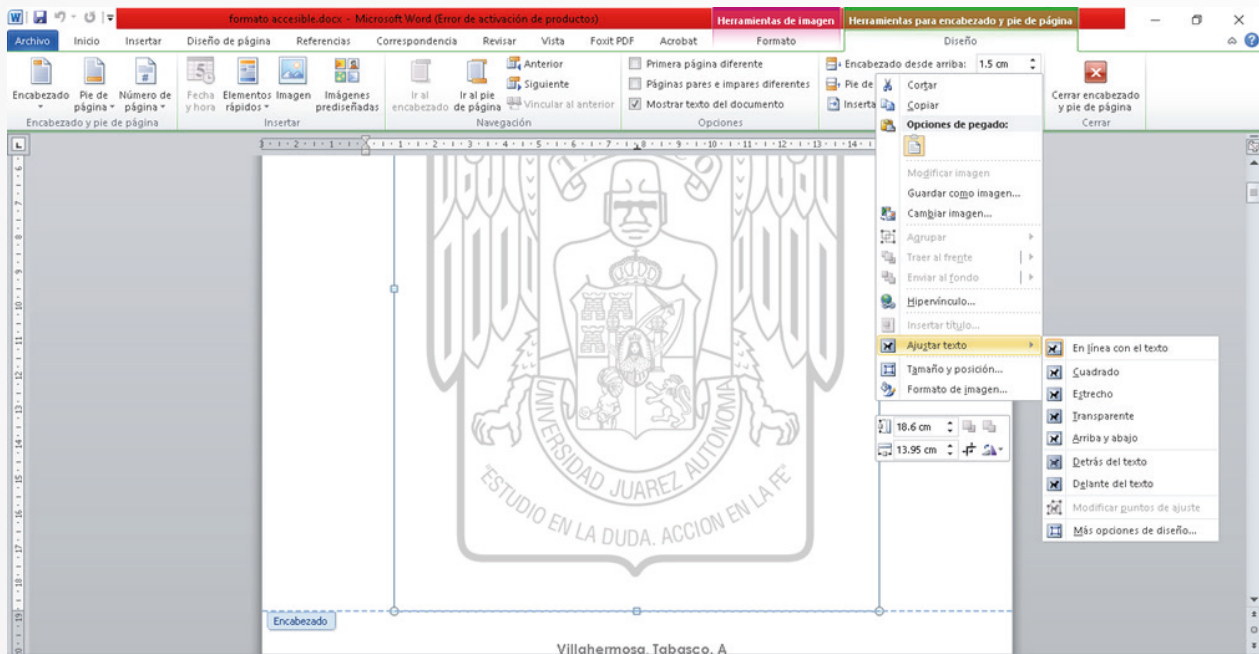 formato accesible.docx - Microsoft Word (Error de activación de productos)
Herramientas de imagen
Herramientas para encabezado y pie de página
Archivo
Inicio
Insertar
Diseño de página
Referencias
Correspondencia
Revisar
Vista
Foxit PDF
Acrobat
Formato
Diseño
Encabezado
Pie de página
Número de página
Encabezado y pie de página
Fecha y hora
Elementos rápidos
Imagen
Imágenes prediseñadas
Insertar
Ir al encabezado
Ir al pie de página
Anterior
Siguiente
Vincular al anterior
Navegación
Primera página diferente
Páginas pares e impares diferentes
Mostrar texto del documento
Opciones
Encabezado desde arriba: 1.5 cm
Pie de
Inserta
Cerrar encabezado y pie de página
Cerrar
Cortar
Copiar
Opciones de pegado:
Modificar imagen
Guardar como imagen...
Cambiar imagen...
Agrupar
Traer al frente
Enviar al fondo
Hipervínculo...
Insertar título...
Ajustar texto
Tamaño y posición...
Formato de imagen...
En línea con el texto
Cuadrado
Estrecho
Transparente
Arriba y abajo
Detrás del texto
Delante del texto
Modificar puntos de ajuste
Más opciones de diseño...
18.6 cm
13.95 cm
UNIVERSIDAD JUAREZ AUTONOMA
"ESTUDIO EN LA DUDA. ACCION EN LA FE"
Encabezado
Villahermosa, Tabasco, A